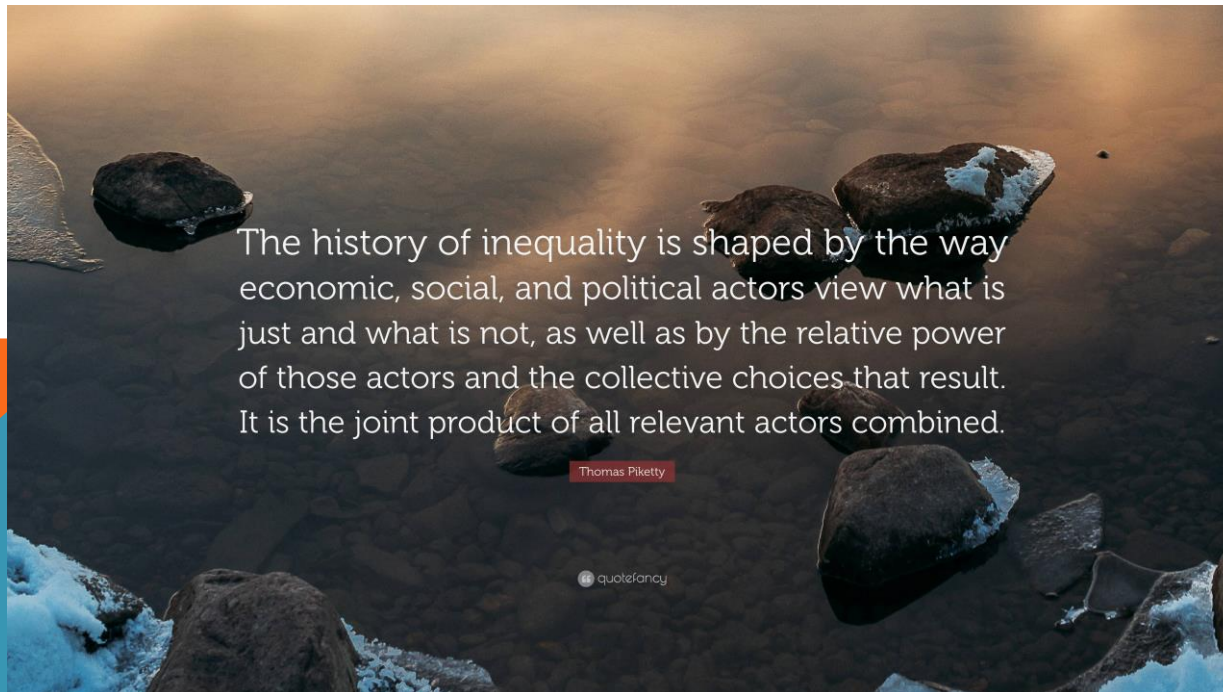 The history of inequality is shaped by the way
economic, social, and political actors view what is
just and what is not, as well as by the relative power
of those actors and the collective choices that result.
It is the joint product of all relevant actors combined.
Thomas Piketty
quotefancy